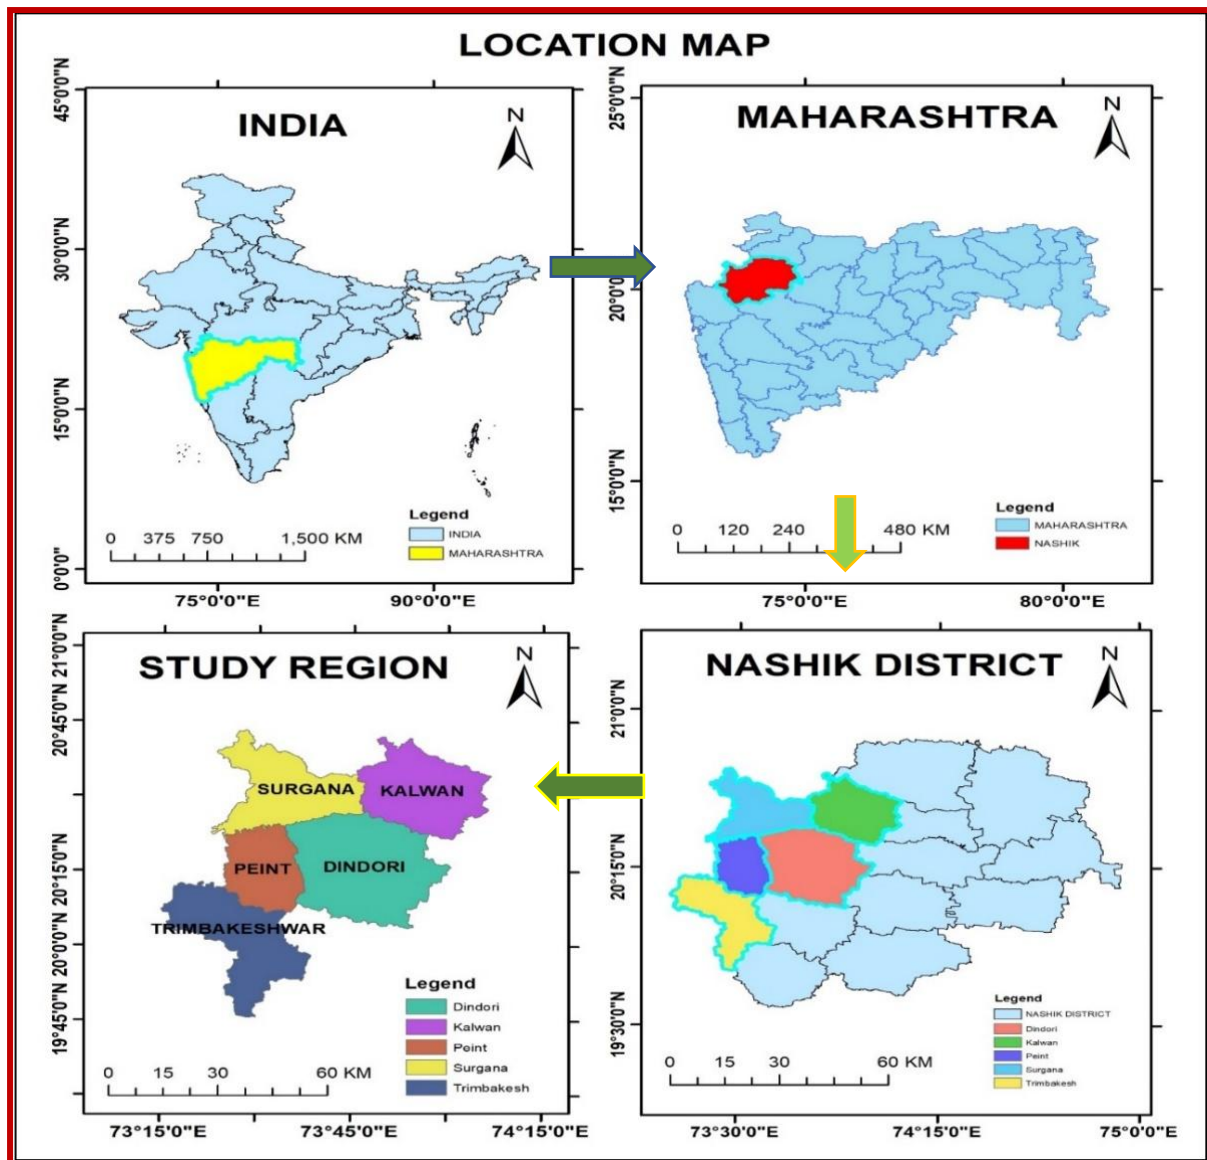 LOCATION MAP
INDIA
N
45°0'0"N
30°0'0"N
15°0'0"N
0°0'0"
75°0'0"E 90°0'0"E
0 375 750 1,500 KM
Legend
INDIA
MAHARASHTRA
MAHARASHTRA
N
25°0'0"N
20°0'0"N
15°0'0"N
75°0'0"E 80°0'0"E
0 120 240 480 KM
Legend
MAHARASHTRA
NASHIK
STUDY REGION
N
21°0'0"N
20°45'0"N
20°15'0"N
20°0'0"N
19°45'0"N
SURGANA
KALWAN
PEINT
DINDORI
TRIMBAKESHWAR
Legend
Dindori
Kalwan
Peint
Surgana
Trimbakesh
0 15 30 60 KM
73°15'0"E 73°45'0"E 74°15'0"E
NASHIK DISTRICT
N
21°0'0"N
20°15'0"N
19°30'0"N
Legend
NASHIK DISTRICT
Dindori
Kalwan
Peint
Surgana
Trimbakesh
0 15 30 60 KM
73°30'0"E 74°15'0"E 75°0'0"E